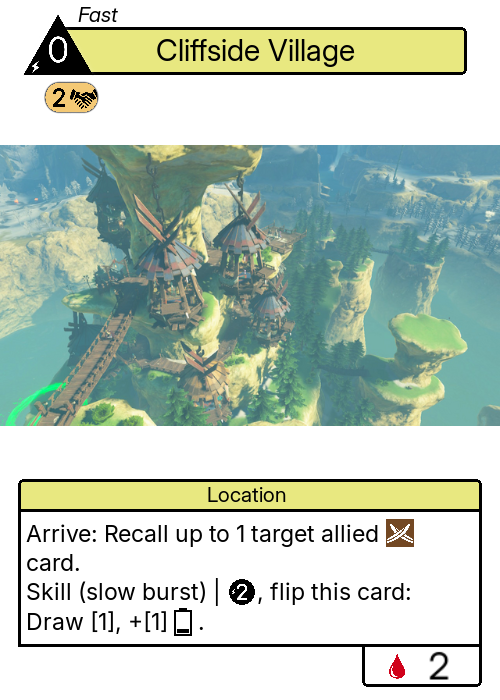 Fast
0
Cliffside Village
2
Location
Arrive: Recall up to 1 target allied
card.
Skill (slow burst) | 2, flip this card:
Draw [1], +[1] .
2